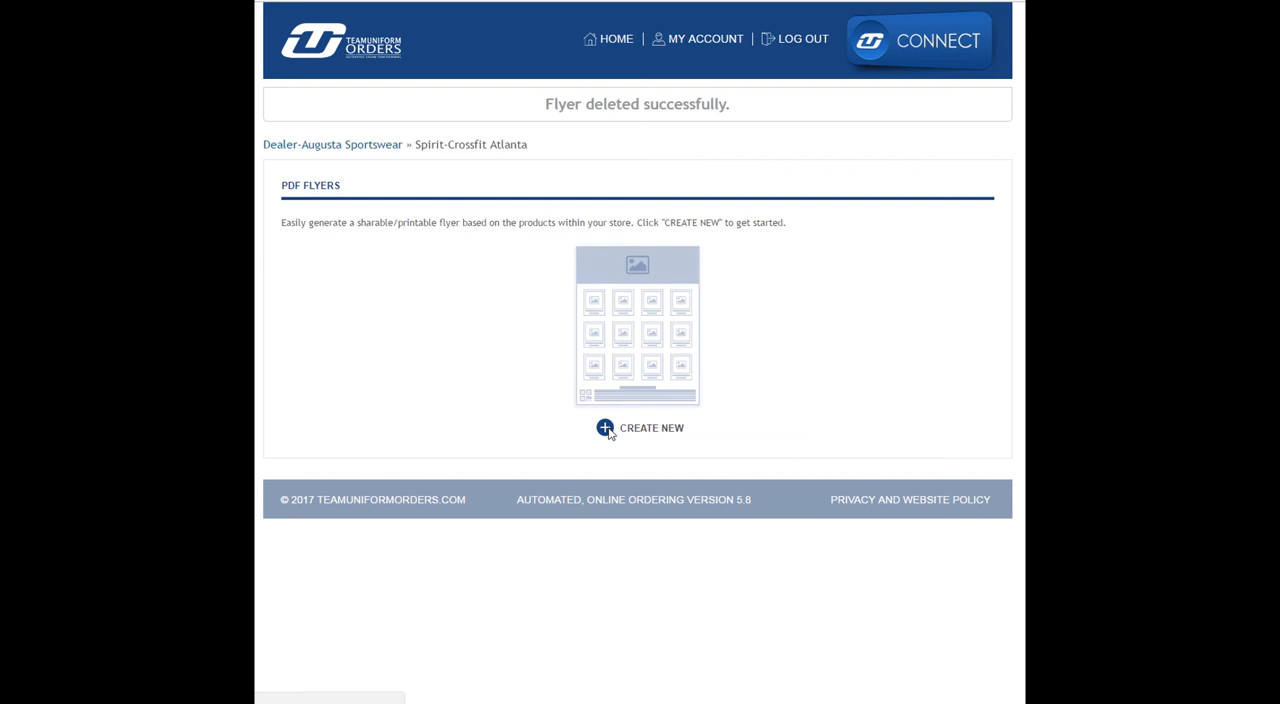 TEAMUNIFORM
ORDERS
HOME
MY ACCOUNT
LOG OUT
CONNECT
Flyer deleted successfully.
Dealer-Augusta Sportswear » Spirit-Crossfit Atlanta
PDF FLYERS
Easily generate a sharable/printable flyer based on the products within your store. Click "CREATE NEW" to get started.
CREATE NEW
© 2017 TEAMUNIFORMORDERS.COM
AUTOMATED, ONLINE ORDERING VERSION 5.8
PRIVACY AND WEBSITE POLICY